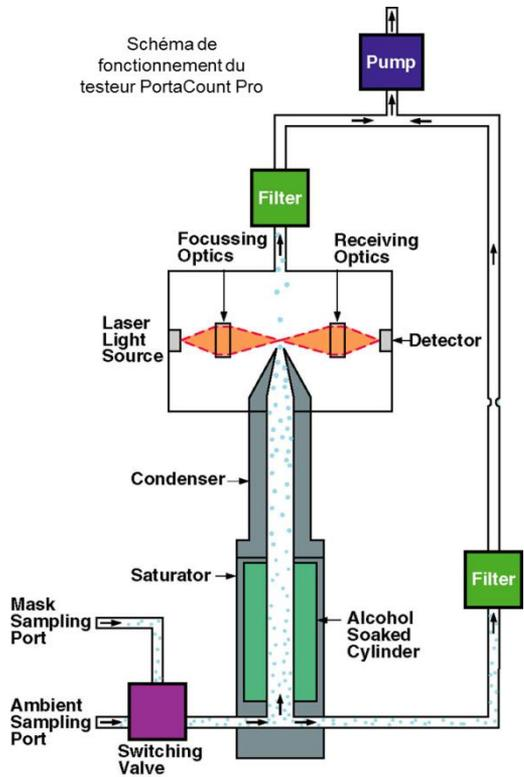 Schéma de
fonctionnement du
testeur PortaCount Pro
Pump
Filter
Focussing
Optics
Receiving
Optics
Laser
Light
Source
Detector
Condenser
Saturator
Filter
Mask
Sampling
Port
Alcohol
Soaked
Cylinder
Ambient
Sampling
Port
Switching
Valve